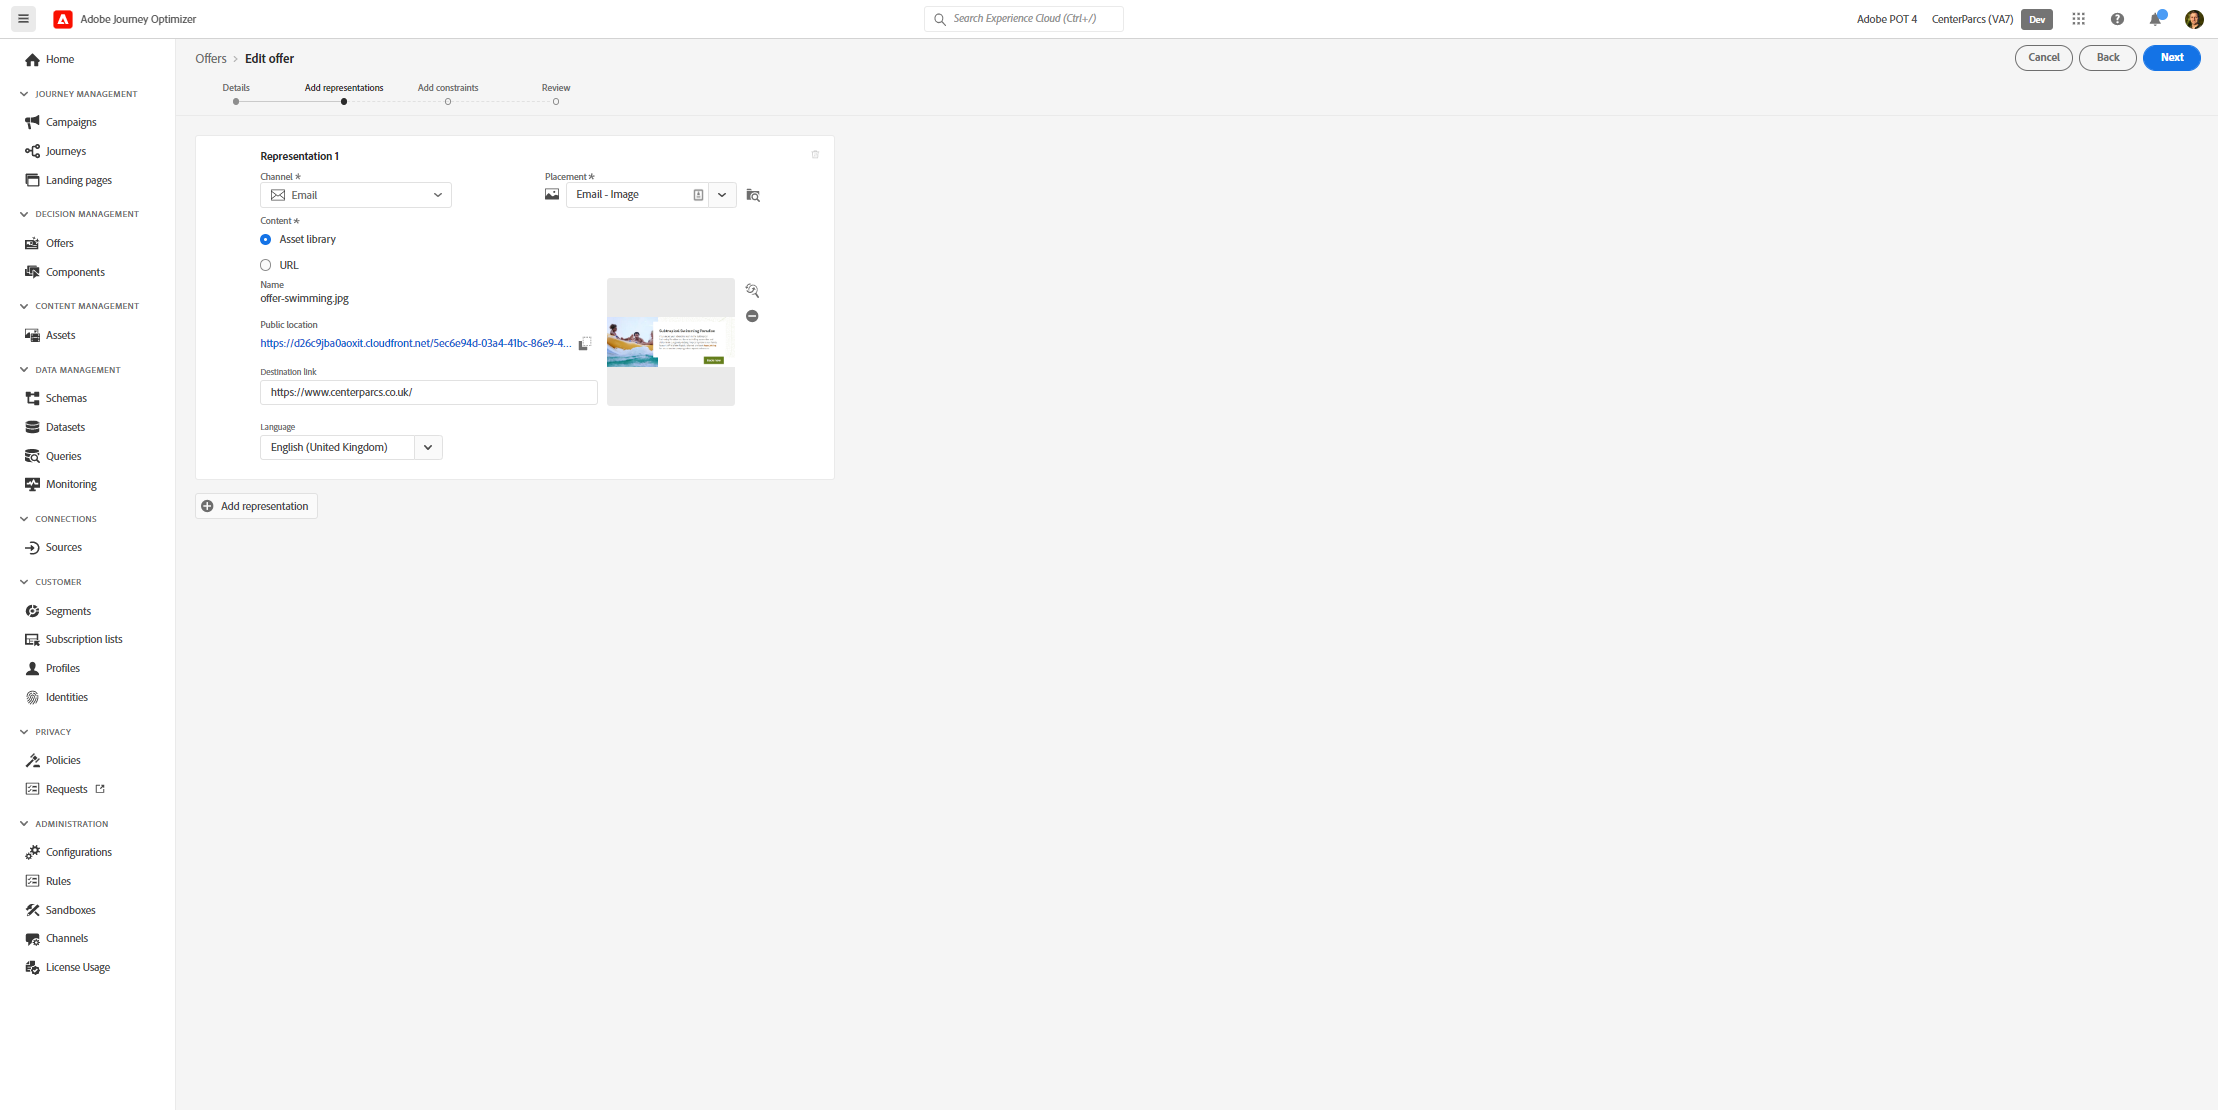 Adobe Journey Optimizer
Search Experience Cloud (Ctrl+/)
Adobe POT 4
CenterParcs (VA7)
Dev
Home
JOURNEY MANAGEMENT
Campaigns
Journeys
Landing pages
DECISION MANAGEMENT
Offers
Components
CONTENT MANAGEMENT
Assets
DATA MANAGEMENT
Schemas
Datasets
Queries
Monitoring
CONNECTIONS
Sources
CUSTOMER
Segments
Subscription lists
Profiles
Identities
PRIVACY
Policies
Requests
ADMINISTRATION
Configurations
Rules
Sandboxes
Channels
License Usage
Offers > Edit offer
Cancel
Back
Next
Details
Add representations
Add constraints
Review
Representation 1
Channel *
Placement *
Email
Email - Image
Content *
Asset library
URL
Name
offer-swimming.jpg
Public location
https://d26c9jba0aoxit.cloudfront.net/5ec6e94d-03a4-41bc-86e9-4...
Destination link
https://www.centerparcs.co.uk/
Language
English (United Kingdom)
Subtropical Swimming Paradise
Add representation